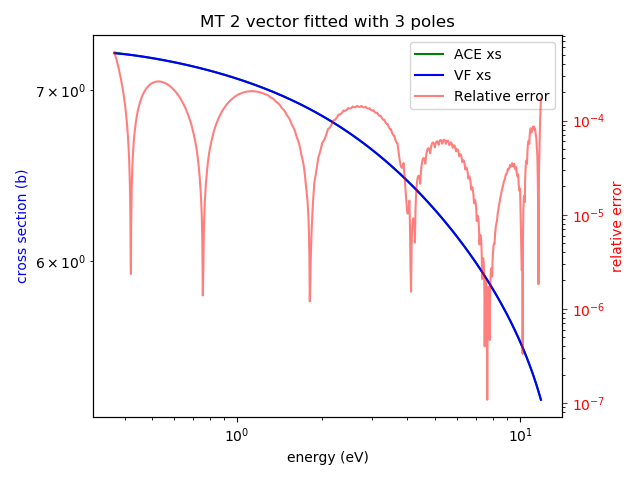 MT 2 vector fitted with 3 poles
ACE xs
VF xs
Relative error
7 × 10⁰
6 × 10⁰
cross section (b)
10⁻⁴
10⁻⁵
10⁻⁶
10⁻⁷
relative error
10⁰
10¹
energy (eV)